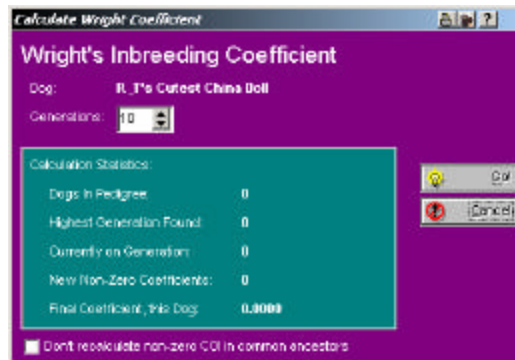 Calculate Wright Coefficient
?
Wright's Inbreeding Coefficient
Dog: R_T's Cutest China Doll
Generations: 10
Calculation Statistics:
Dogs In Pedigree: 0
Highest Generation Found: 0
Currently on Generation: 0
New Non-Zero Coefficients: 0
Final Coefficient, this Dog: 0.0000
Go!
Cancel
Don't recalculate non-zero COI in common ancestors